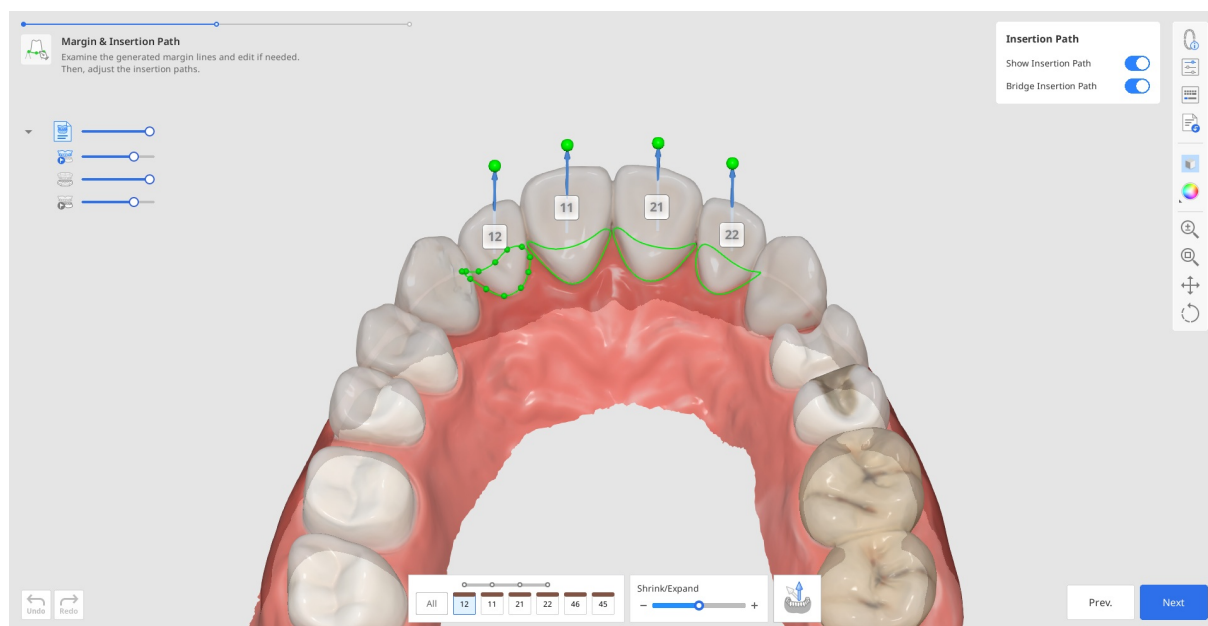 Margin & Insertion Path
Examine the generated margin lines and edit if needed.
Then, adjust the insertion paths.
Insertion Path
Show Insertion Path
Bridge Insertion Path
11
21
12
22
Undo
Redo
All
12
11
21
22
46
45
Shrink/Expand
−
+
Prev.
Next